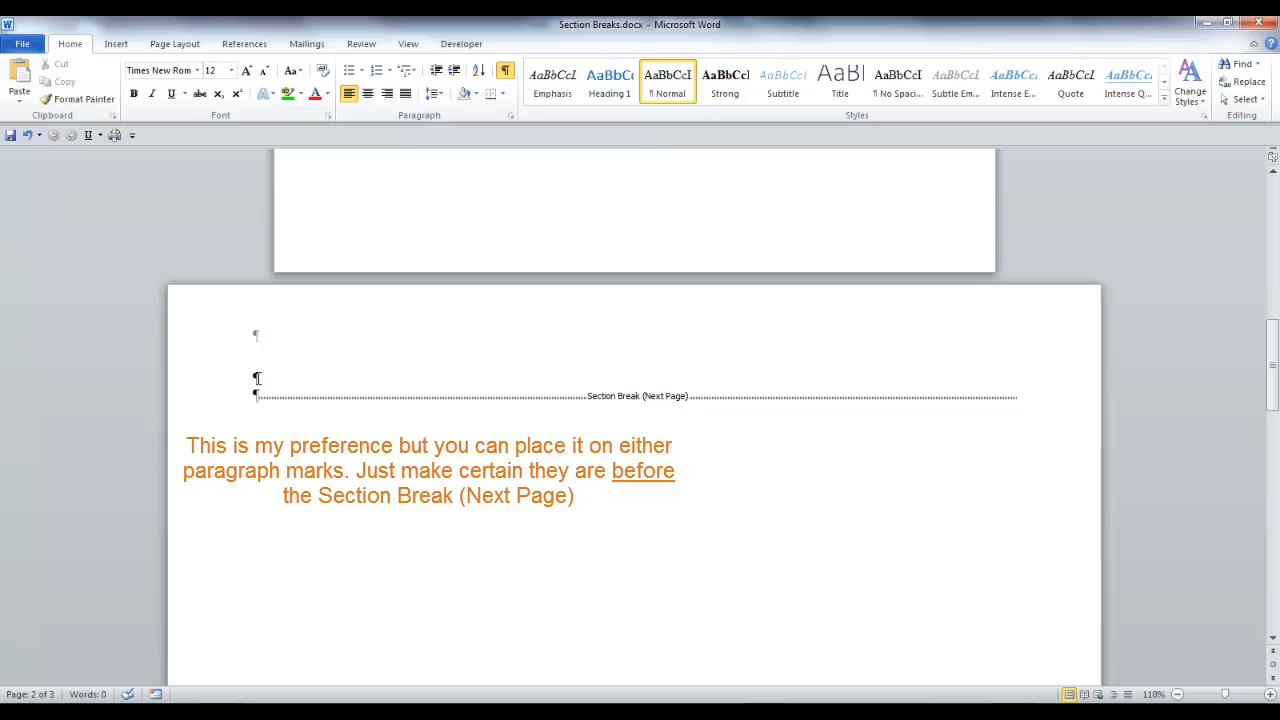 Section Breaks.docx - Microsoft Word
File Home Insert Page Layout References Mailings Review View Developer
Cut
Copy
Format Painter
Paste
Clipboard
Times New Rom 12
Font
Paragraph
AaBbCcI AaBbCc AaBbCcI AaBbCc AaBbCcI AaB AaBbCcI AaBbCcI AaBbCcI AaBbCcI AaBbCcI
Emphasis Heading 1 ¶ Normal Strong Subtitle Title ¶ No Spaci... Subtle Em... Intense E... Quote Intense Q...
Change
Styles
Styles
Find
Replace
Select
Editing
¶
¶
¶ Section Break (Next Page)
This is my preference but you can place it on either
paragraph marks. Just make certain they are before
the Section Break (Next Page)
Page: 2 of 3 Words: 0 110%